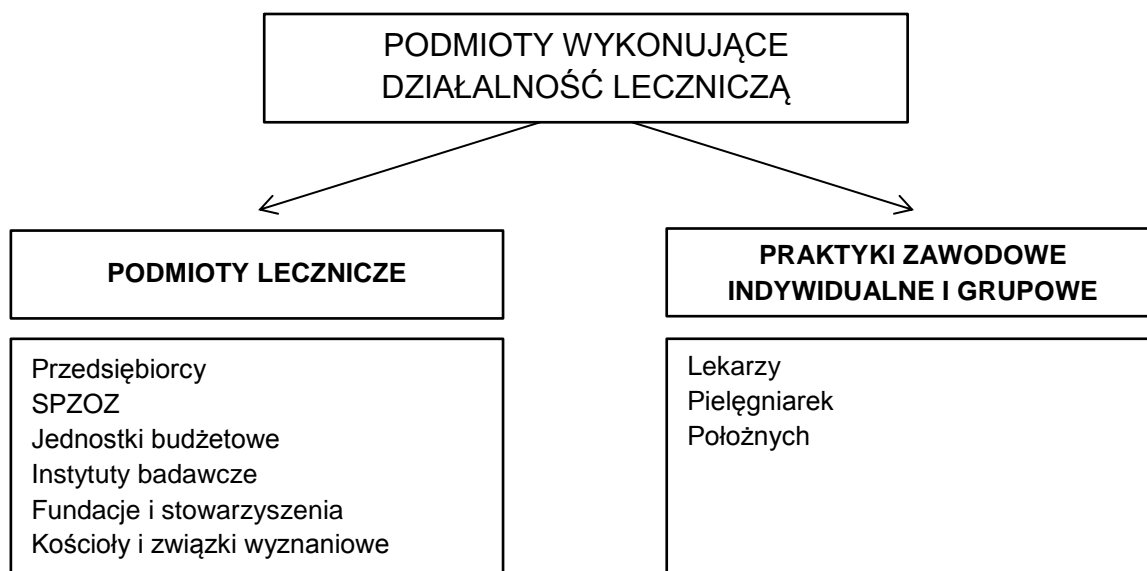 PODMIOTY WYKONUJĄCE
DZIAŁALNOŚĆ LECZNICZĄ
PODMIOTY LECZNICZE
Przedsiębiorcy
SPZOZ
Jednostki budżetowe
Instytuty badawcze
Fundacje i stowarzyszenia
Kościoły i związki wyznaniowe
PRAKTYKI ZAWODOWE
INDYWIDUALNE I GRUPOWE
Lekarzy
Pielęgniarek
Położnych